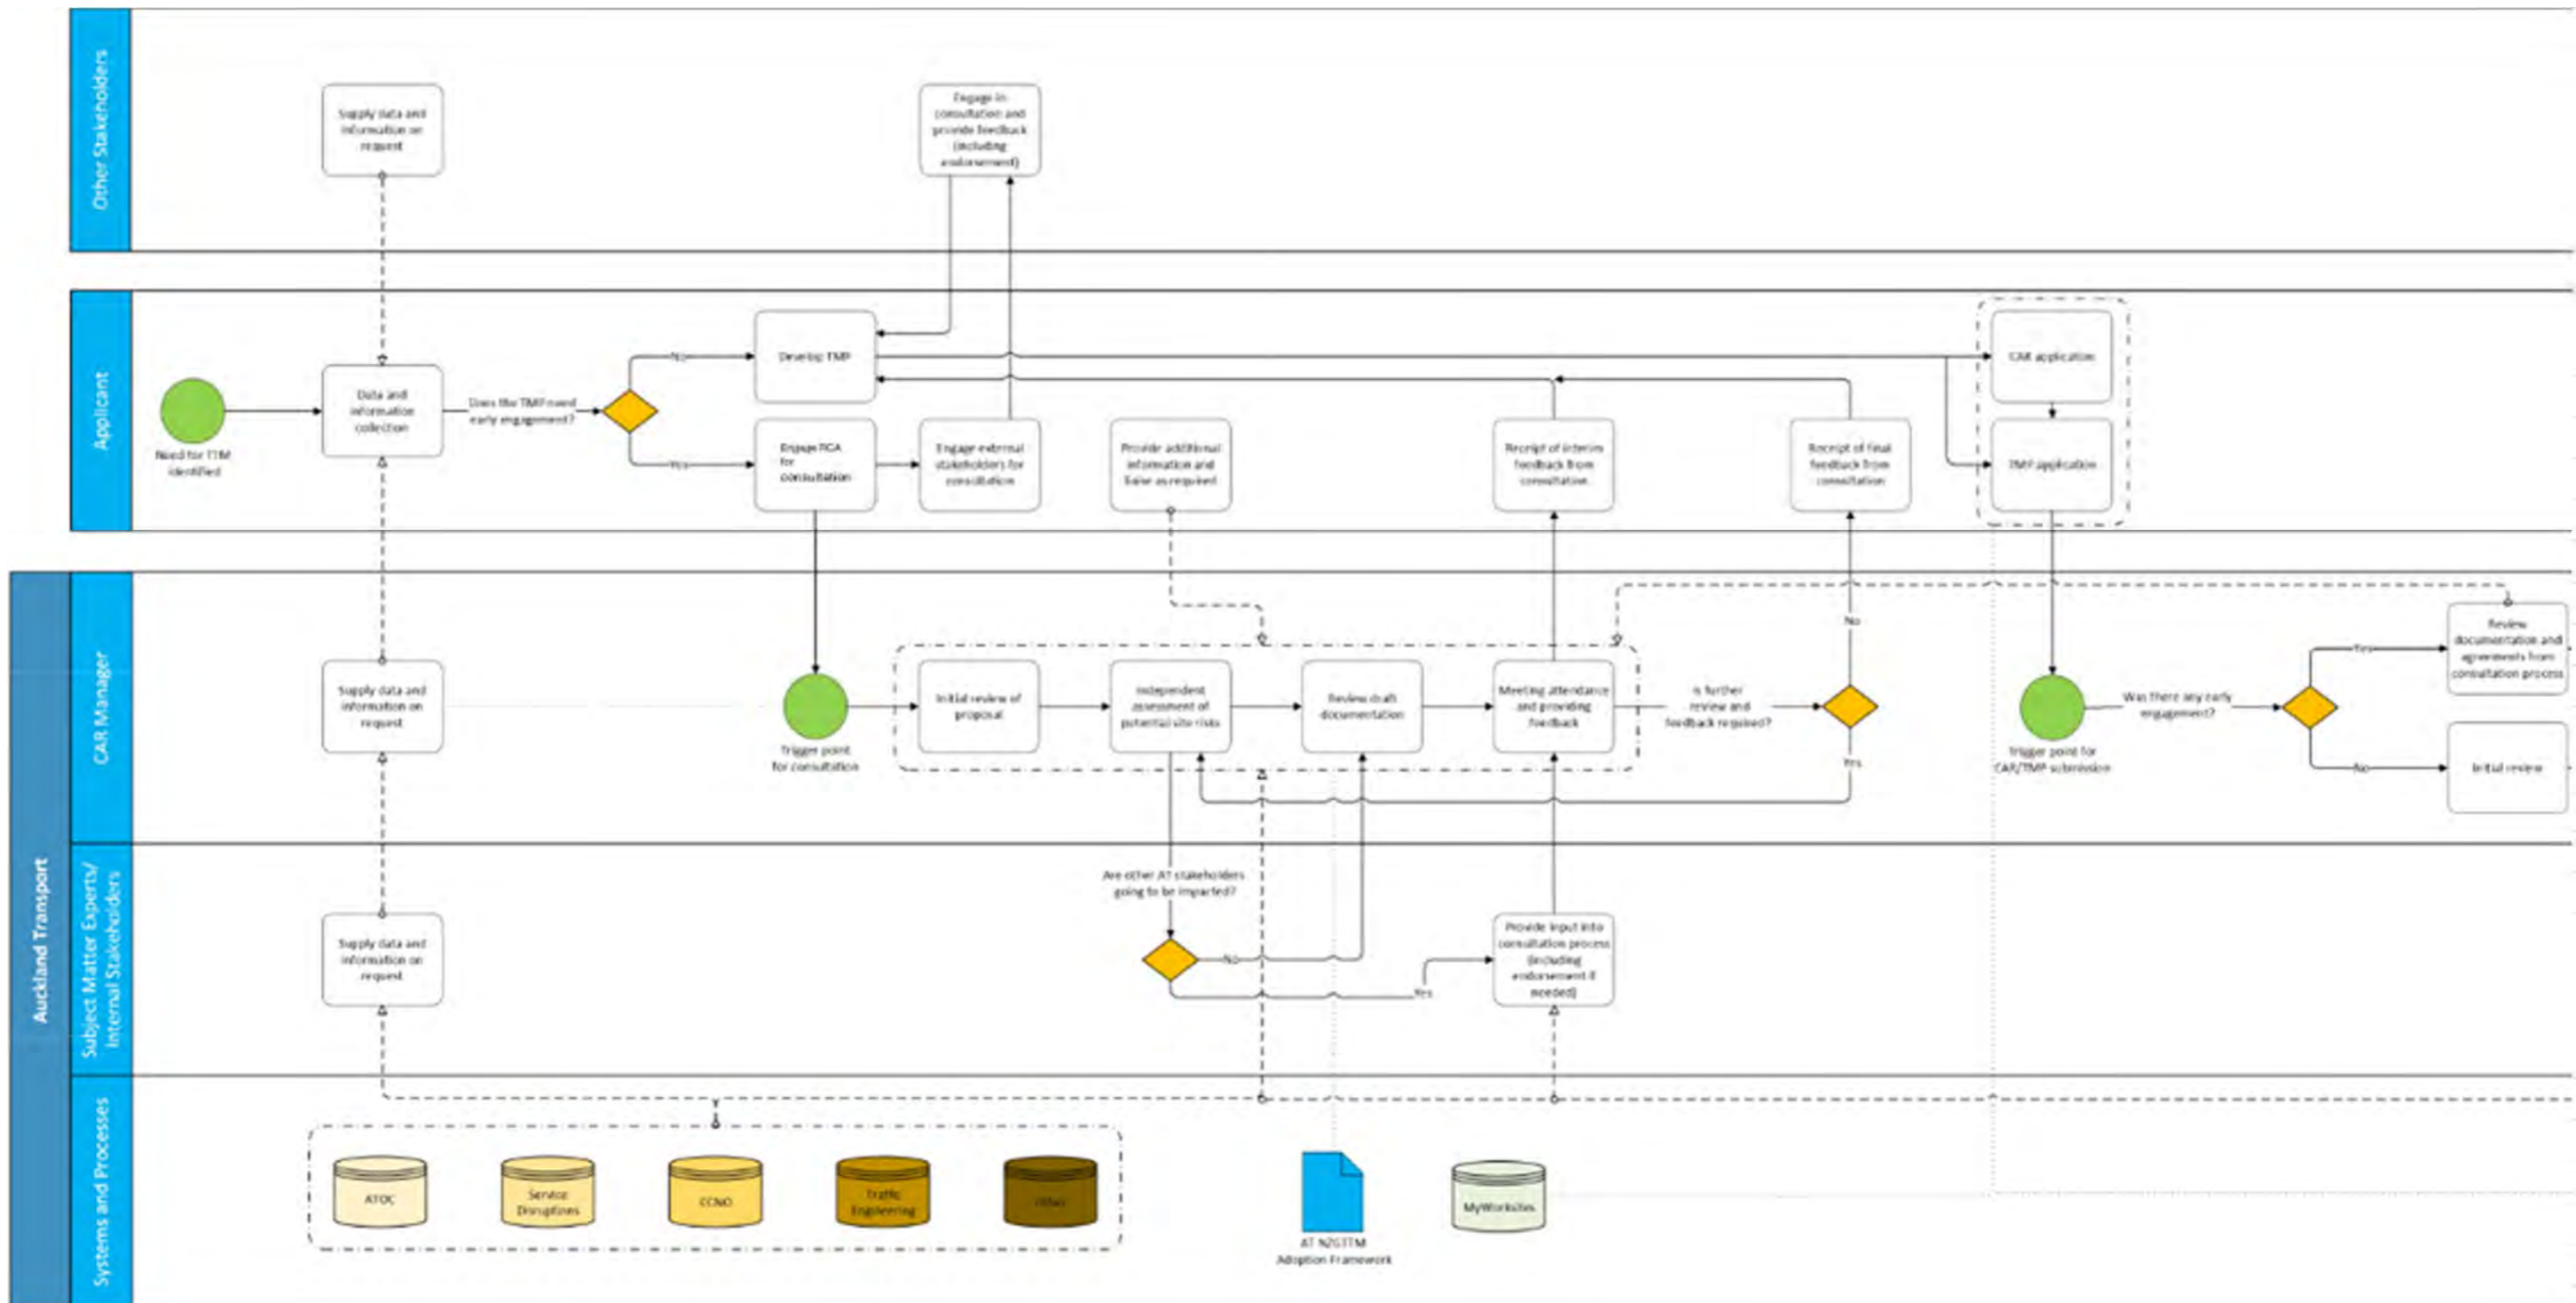 Other Stakeholders
Supply data and
information on
request
Engage in
consultation and
provide feedback
(including
endorsement)
Applicant
Need for TTM
identified
Data and
information
collection
Does the TMP need
early engagement?
No
Yes
Develop TMP
Engage RCA
for
consultation
Engage external
stakeholders for
consultation
Provide additional
information and
liaise as required
Receipt of interim
feedback from
consultation
Receipt of final
feedback from
consultation
CAR application
TMP application
Auckland Transport
CAR Manager
Supply data and
information on
request
Trigger point
for consultation
Initial review of
proposal
Independent
assessment of
potential site risks
Review draft
documentation
Meeting attendance
and providing
feedback
Is further
review and
feedback required?
No
Yes
Trigger point for
CAR/TMP submission
Was there any early
engagement?
Yes
No
Review
documentation and
agreements from
consultation process
Initial review
Subject Matter Experts/
Internal Stakeholders
Supply data and
information on
request
Are other AT stakeholders
going to be impacted?
No
Yes
Provide input into
consultation process
(including
endorsement if
needed)
Systems and Processes
ATOC
Service
Disruptions
CCNO
Traffic
Engineering
Other
AT NZGTTM
Adoption Framework
MyWorksites